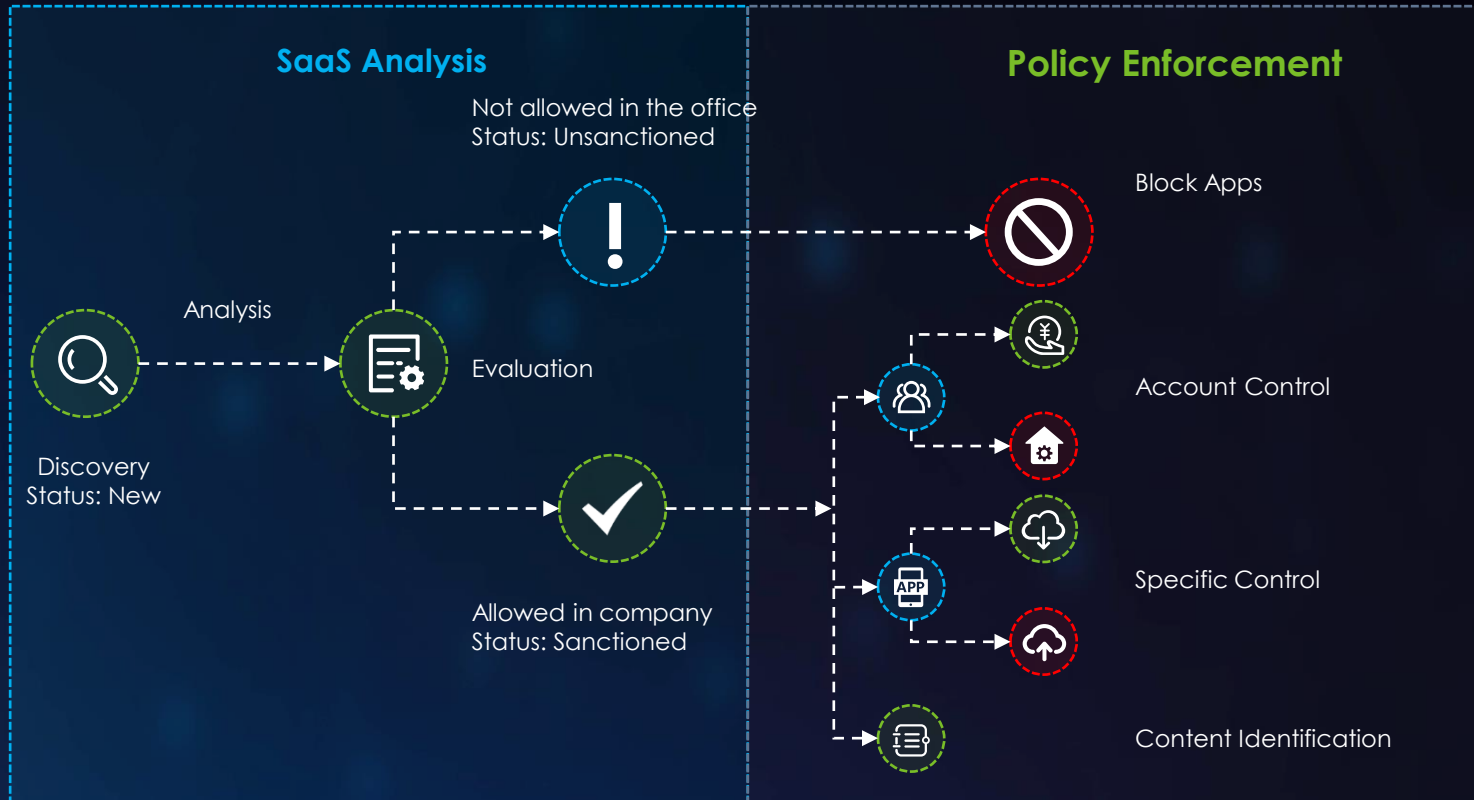 SaaS Analysis
Policy Enforcement
Not allowed in the office
Status: Unsanctioned
Block Apps
Analysis
Evaluation
Account Control
Discovery
Status: New
¥
APP
Specific Control
Allowed in company
Status: Sanctioned
Content Identification